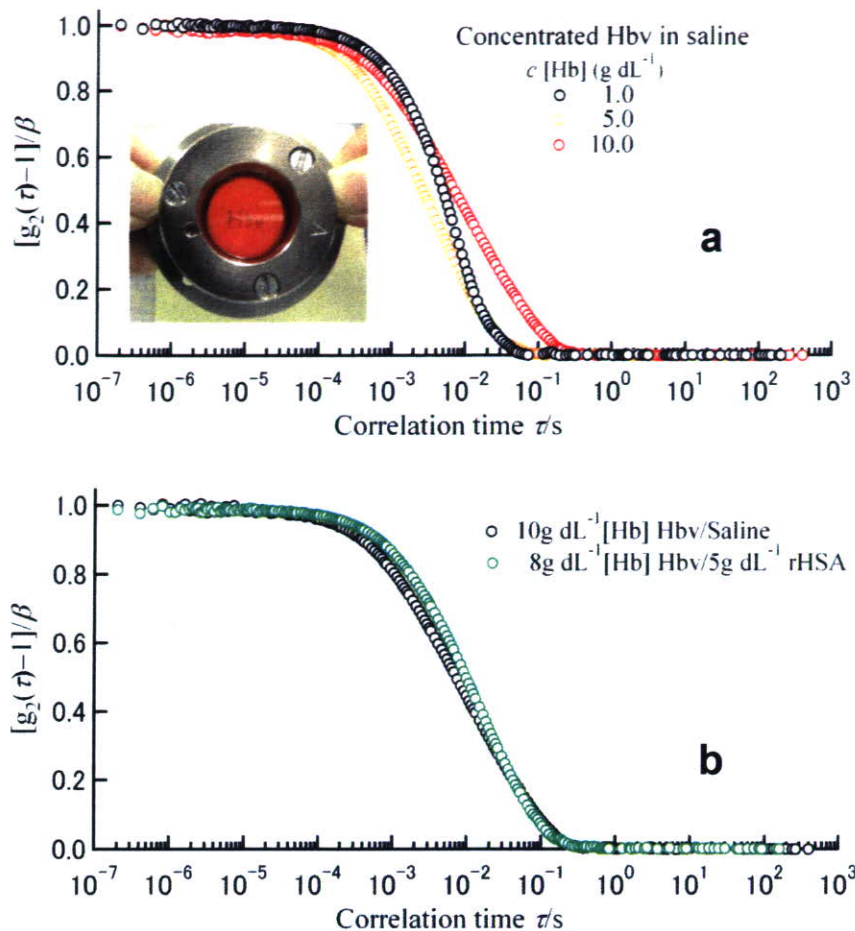 Concentrated Hbv in saline
c [Hb] (g dL⁻¹)
1.0
5.0
10.0
[g₂(τ)−1]/β
1.0
0.8
0.6
0.4
0.2
0.0
Hbv
a
10⁻⁷ 10⁻⁶ 10⁻⁵ 10⁻⁴ 10⁻³ 10⁻² 10⁻¹ 10⁰ 10¹ 10² 10³
Correlation time τ/s
10g dL⁻¹[Hb] Hbv/Saline
8g dL⁻¹[Hb] Hbv/5g dL⁻¹ rHSA
[g₂(τ)−1]/β
1.0
0.8
0.6
0.4
0.2
0.0
b
10⁻⁷ 10⁻⁶ 10⁻⁵ 10⁻⁴ 10⁻³ 10⁻² 10⁻¹ 10⁰ 10¹ 10² 10³
Correlation time τ/s